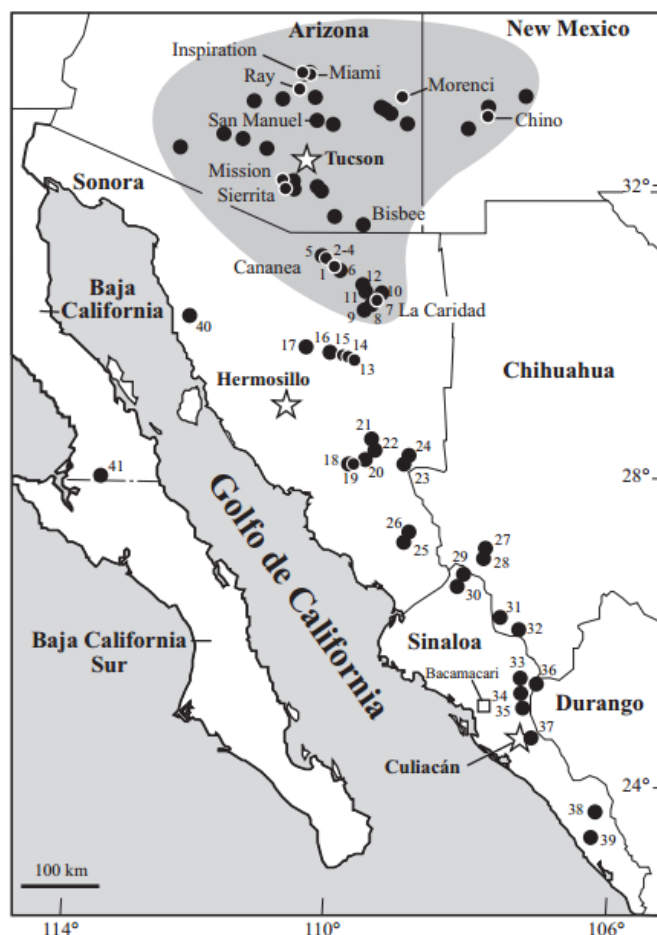 Arizona
New Mexico
Inspiration
Miami
Ray
Morenci
San Manuel
Chino
Tucson
Mission
Sierrita
Sonora
32°
Bisbee
5
2-4
Cananea
1
6
12
Baja
California
11
10
La Caridad
9
8
7
40
17
16
15
14
13
Chihuahua
Hermosillo
21
22
24
18
19
20
23
41
28°
Golfo de California
26
25
27
28
29
30
31
32
Sinaloa
Baja California
Sur
Bacamacari
33
34
35
36
Durango
37
Culiacán
24°
38
39
100 km
114°
110°
106°